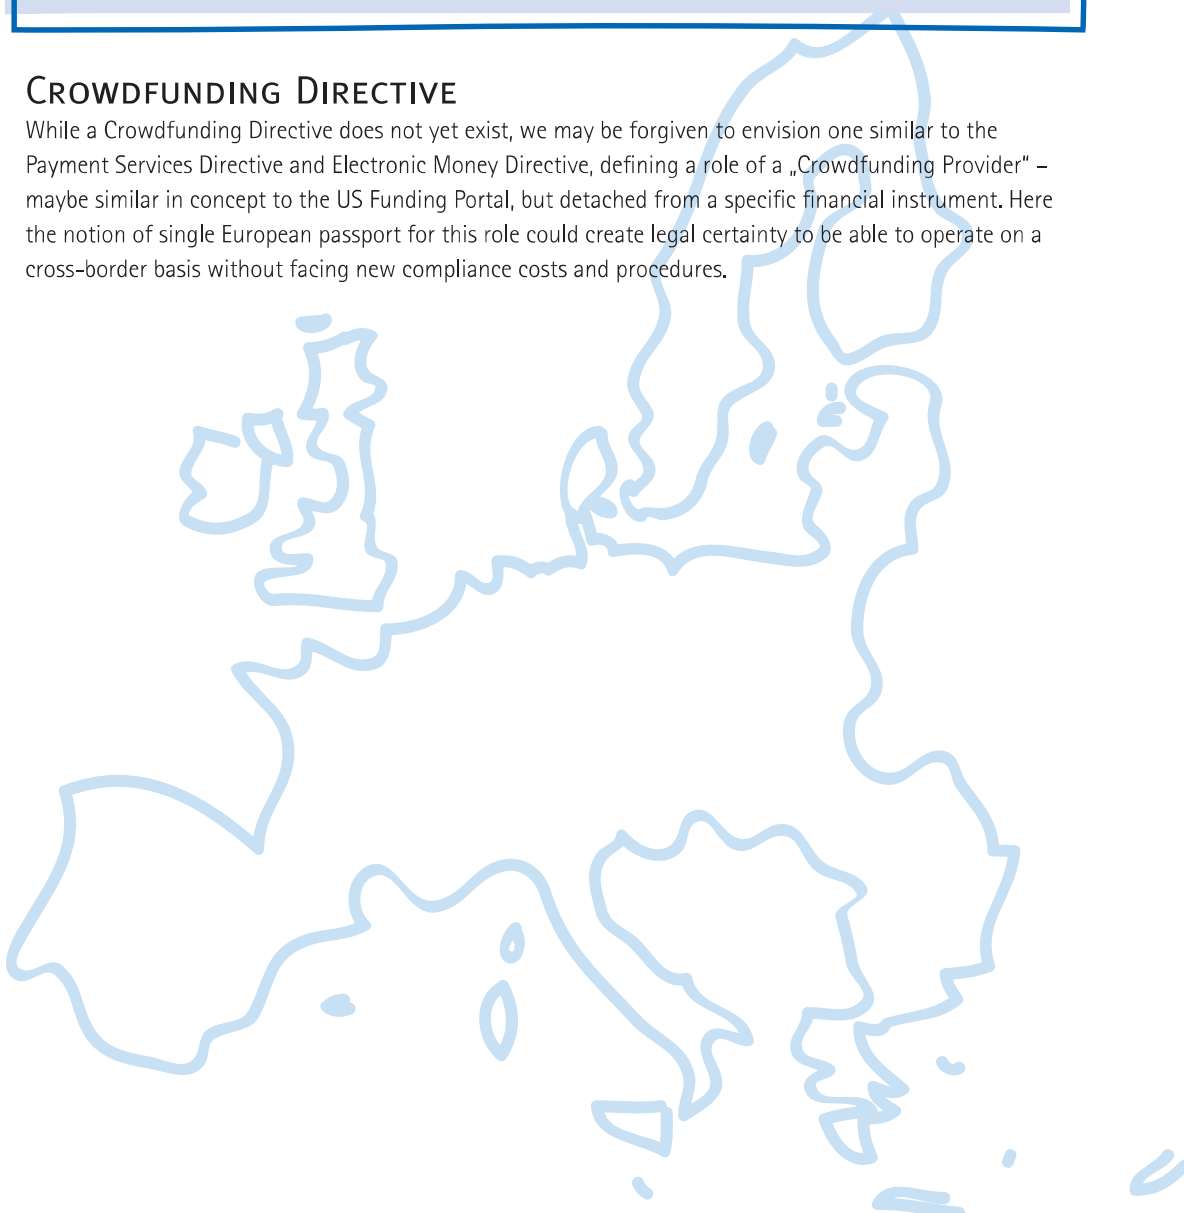 CROWDFUNDING DIRECTIVE
While a Crowdfunding Directive does not yet exist, we may be forgiven to envision one similar to the
Payment Services Directive and Electronic Money Directive, defining a role of a „Crowdfunding Provider" –
maybe similar in concept to the US Funding Portal, but detached from a specific financial instrument. Here
the notion of single European passport for this role could create legal certainty to be able to operate on a
cross-border basis without facing new compliance costs and procedures.